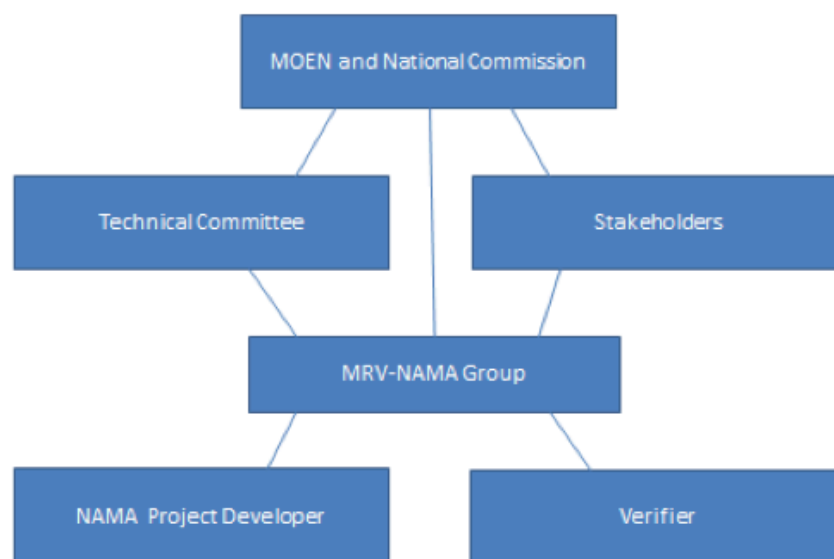 MOEN and National Commission
Technical Committee
Stakeholders
MRV-NAMA Group
NAMA Project Developer
Verifier